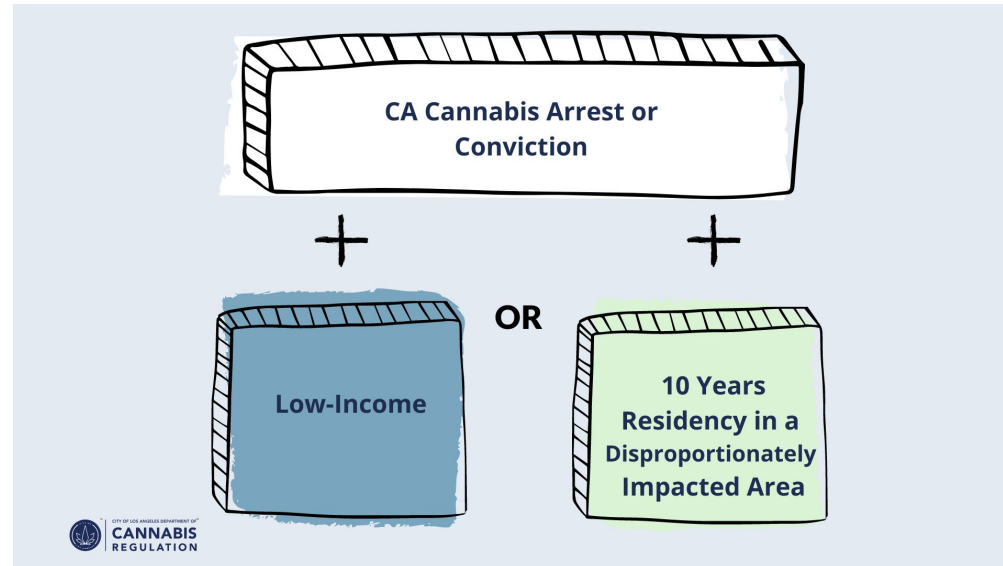 CA Cannabis Arrest or
Conviction
+
+
OR
Low-Income
10 Years
Residency in a
Disproportionately
Impacted Area
CITY OF LOS ANGELES DEPARTMENT OF
CANNABIS
REGULATION